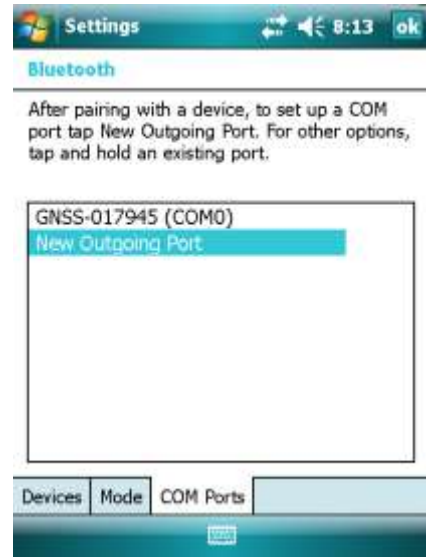 Settings 8:13 ok
Bluetooth
After pairing with a device, to set up a COM
port tap New Outgoing Port. For other options,
tap and hold an existing port.
GNSS-017945 (COM0)
New Outgoing Port
Devices Mode COM Ports